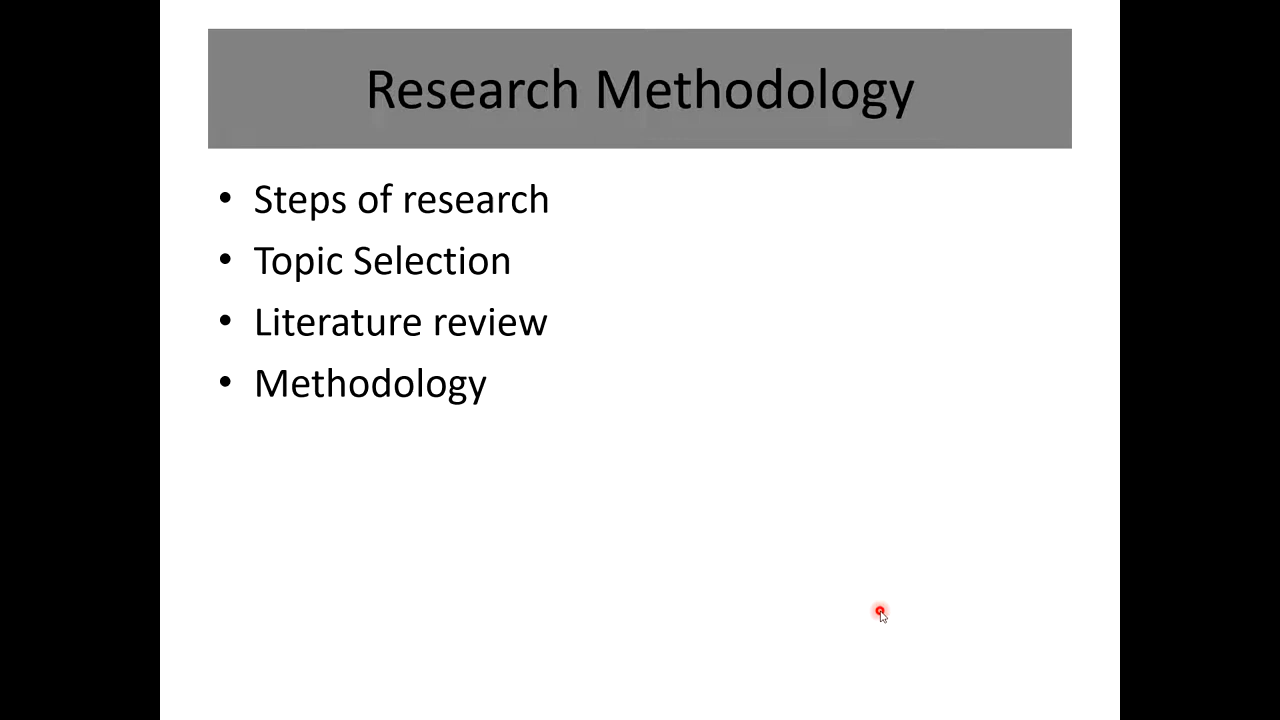 Research Methodology
• Steps of research
• Topic Selection
• Literature review
• Methodology